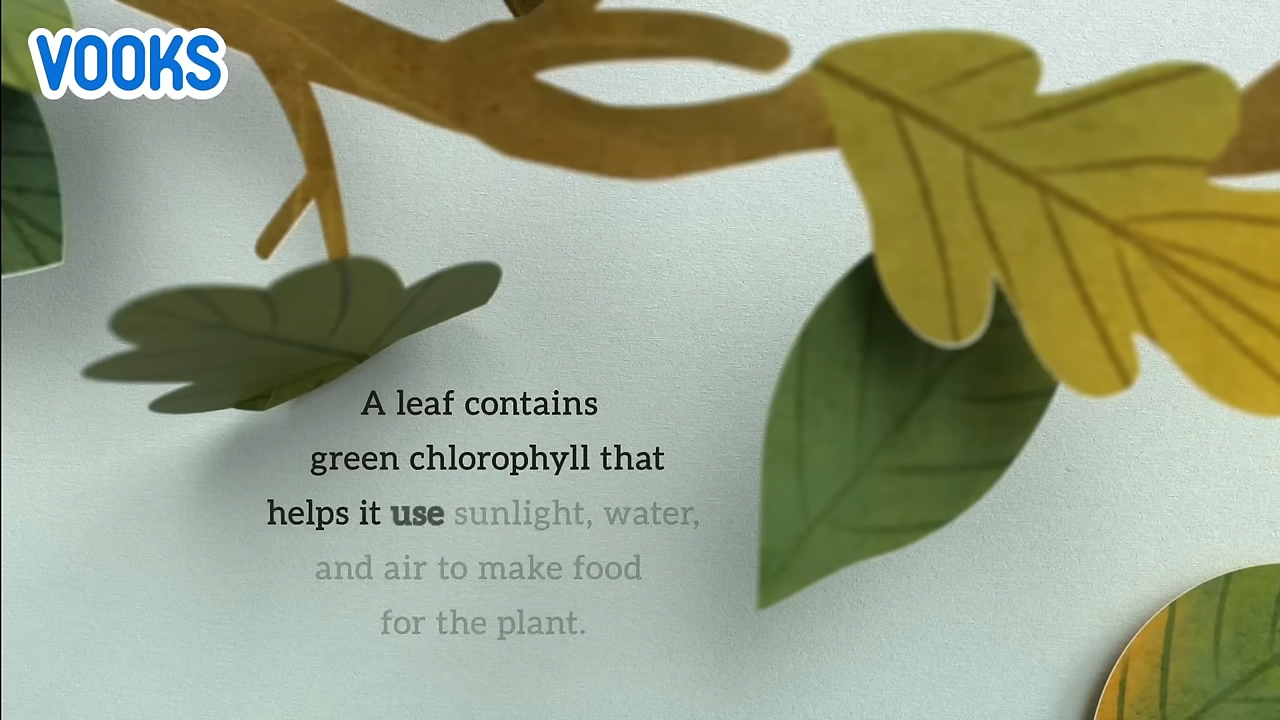 VOOKS
A leaf contains
green chlorophyll that
helps it use sunlight, water,
and air to make food
for the plant.